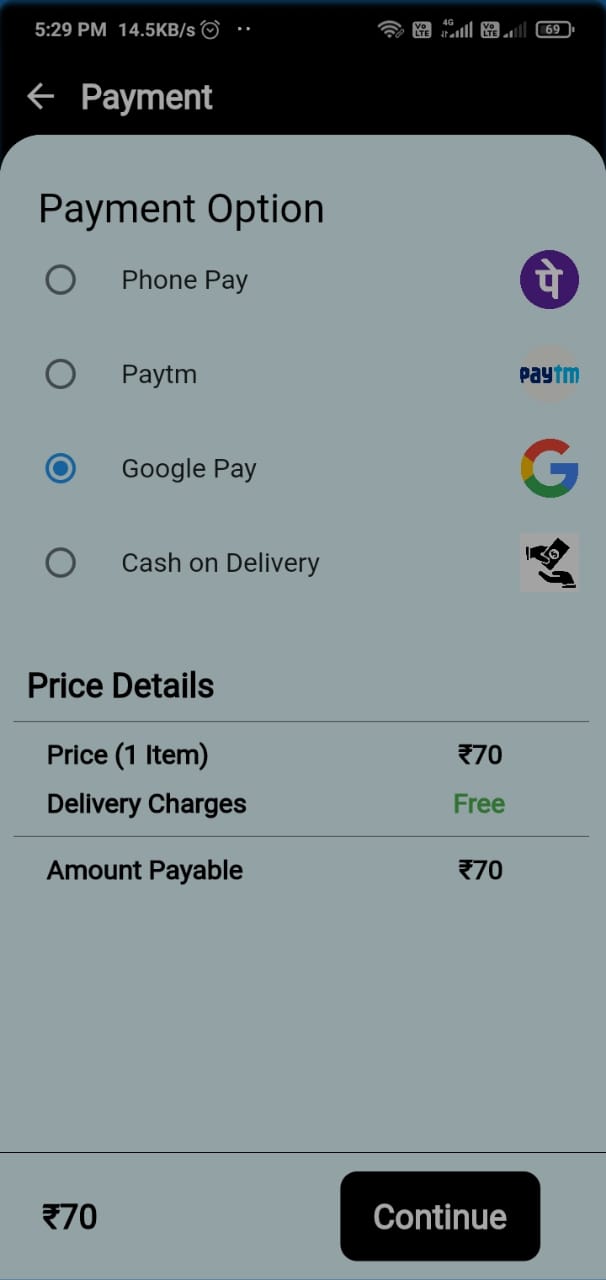 5:29 PM 14.5KB/s
Vo LTE 4G Vo LTE 69
Payment
Payment Option
Phone Pay पे
Paytm paytm
Google Pay G
Cash on Delivery
Price Details
Price (1 Item) ₹70
Delivery Charges Free
Amount Payable ₹70
₹70 Continue